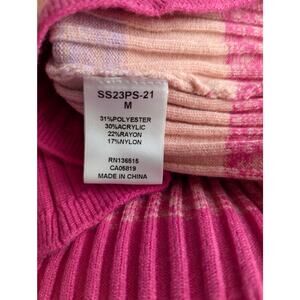 SS23PS-21
M
31%POLYESTER
30%ACRYLIC
22%RAYON
17%NYLON
RN136515
CA06819
MADE IN CHINA